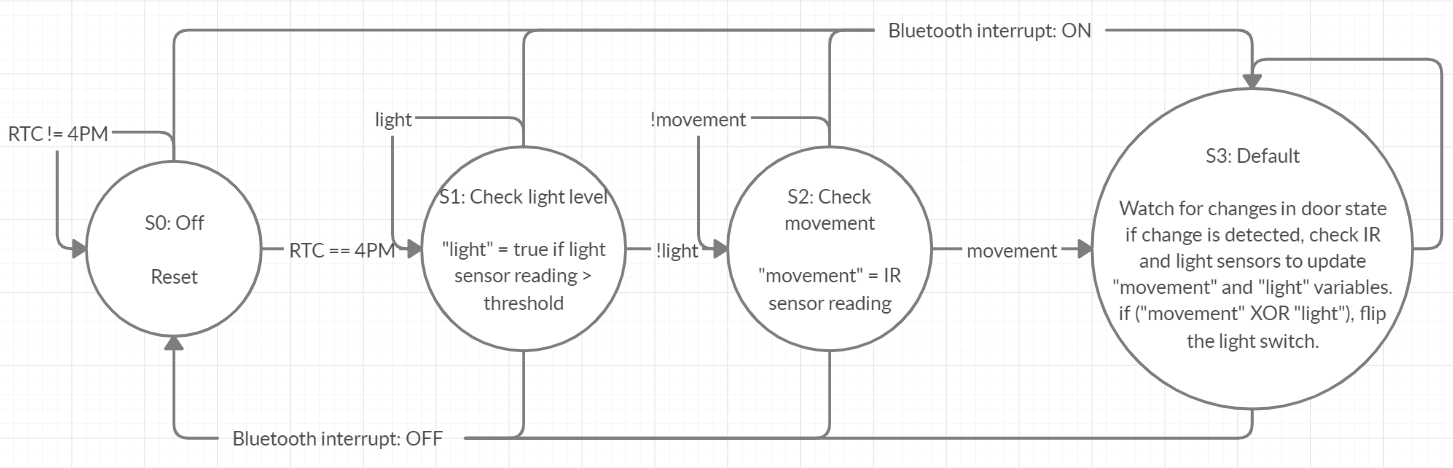 Bluetooth interrupt: ON
RTC != 4PM
light
!movement
S0: Off
Reset
RTC == 4PM
S1: Check light level
"light" = true if light
sensor reading >
threshold
!light
S2: Check
movement
"movement" = IR
sensor reading
movement
S3: Default
Watch for changes in door state
if change is detected, check IR
and light sensors to update
"movement" and "light" variables.
if ("movement" XOR "light"), flip
the light switch.
Bluetooth interrupt: OFF